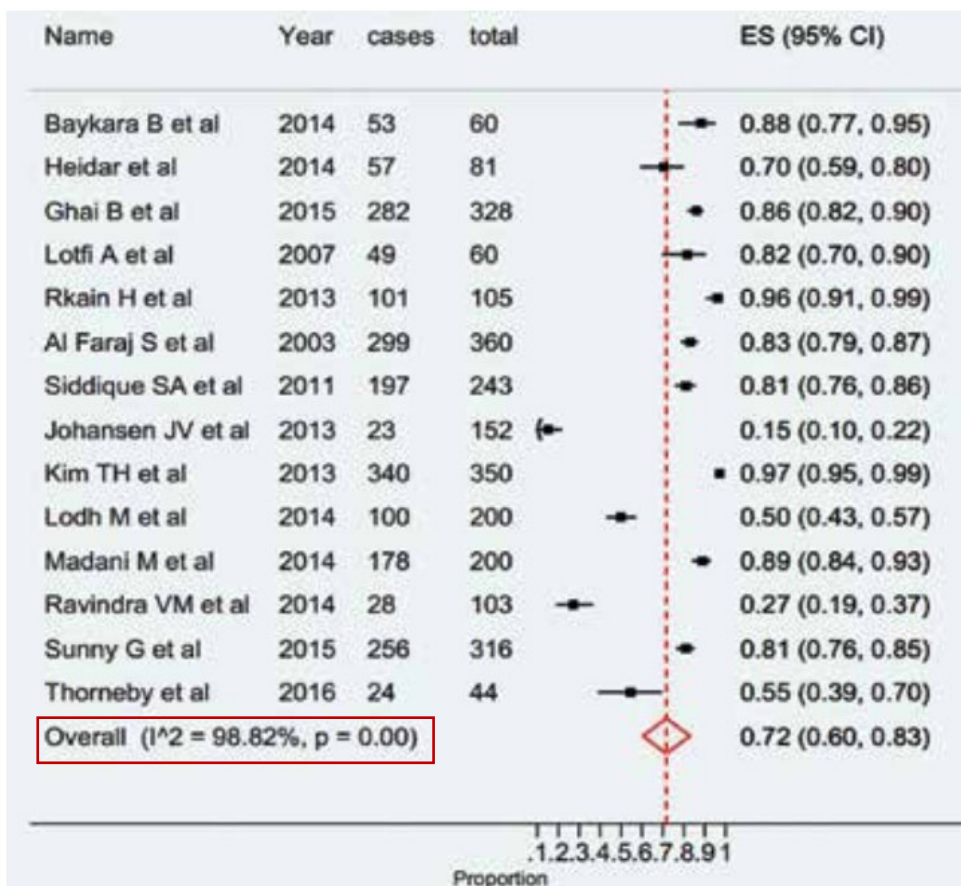 Name Year cases total ES (95% CI)
Baykara B et al 2014 53 60 0.88 (0.77, 0.95)
Heidar et al 2014 57 81 0.70 (0.59, 0.80)
Ghai B et al 2015 282 328 0.86 (0.82, 0.90)
Lotfi A et al 2007 49 60 0.82 (0.70, 0.90)
Rkain H et al 2013 101 105 0.96 (0.91, 0.99)
Al Faraj S et al 2003 299 360 0.83 (0.79, 0.87)
Siddique SA et al 2011 197 243 0.81 (0.76, 0.86)
Johansen JV et al 2013 23 152 0.15 (0.10, 0.22)
Kim TH et al 2013 340 350 0.97 (0.95, 0.99)
Lodh M et al 2014 100 200 0.50 (0.43, 0.57)
Madani M et al 2014 178 200 0.89 (0.84, 0.93)
Ravindra VM et al 2014 28 103 0.27 (0.19, 0.37)
Sunny G et al 2015 256 316 0.81 (0.76, 0.85)
Thorneby et al 2016 24 44 0.55 (0.39, 0.70)
Overall (I^2 = 98.82%, p = 0.00) 0.72 (0.60, 0.83)
.1.2.3.4.5.6.7.8.9 1
Proportion